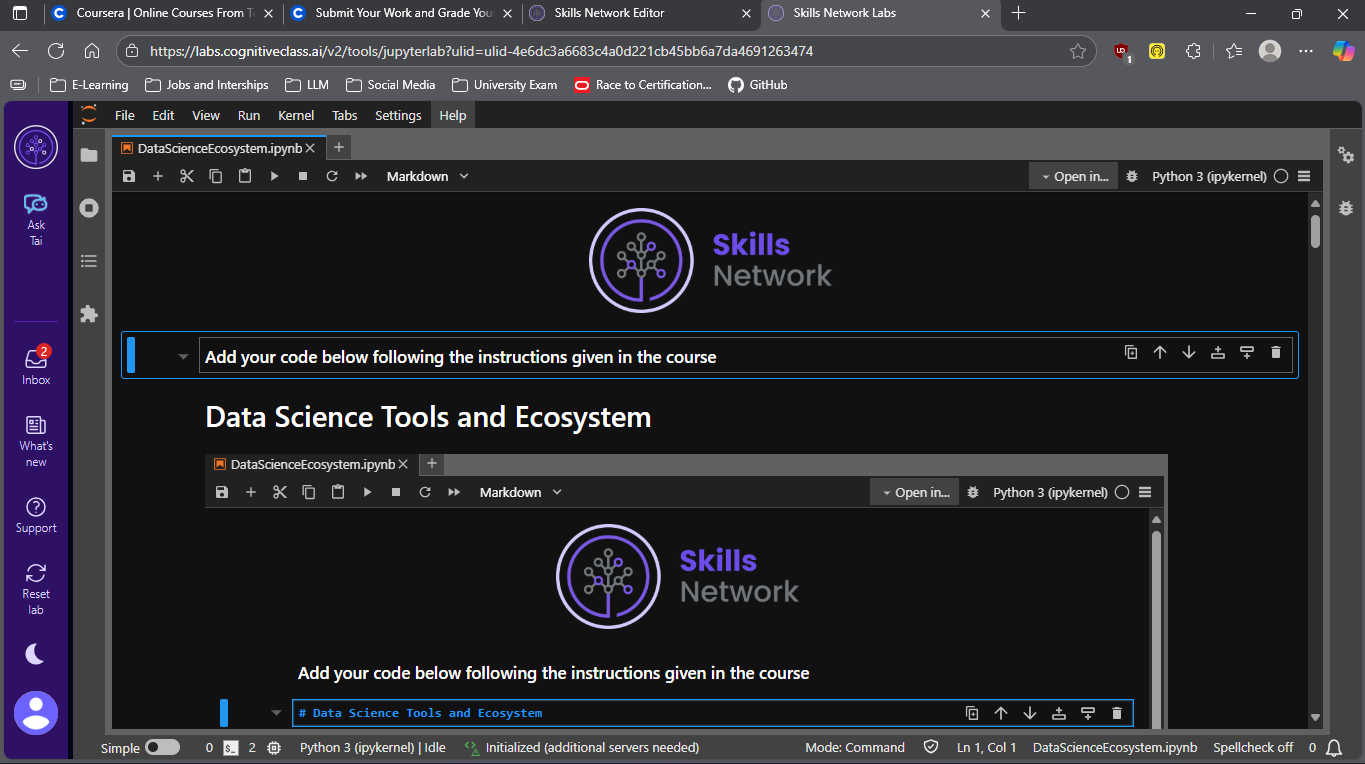 Coursera | Online Courses From T
Submit Your Work and Grade You
Skills Network Editor
Skills Network Labs
https://labs.cognitiveclass.ai/v2/tools/jupyterlab?ulid=ulid-4e6dc3a6683c4a0d221cb45bb6a7da4691263474
1
E-Learning
Jobs and Interships
LLM
Social Media
University Exam
Race to Certification...
GitHub
File Edit View Run Kernel Tabs Settings Help
DataScienceEcosystem.ipynb
Markdown
Open in...
Python 3 (ipykernel)
Ask
Tai
2
Inbox
What's
new
Support
Reset
lab
Skills
Network
Add your code below following the instructions given in the course
Data Science Tools and Ecosystem
DataScienceEcosystem.ipynb
Markdown
Open in...
Python 3 (ipykernel)
Skills
Network
Add your code below following the instructions given in the course
# Data Science Tools and Ecosystem
Simple 0 2 Python 3 (ipykernel) | Idle Initialized (additional servers needed) Mode: Command Ln 1, Col 1 DataScienceEcosystem.ipynb Spellcheck off 0